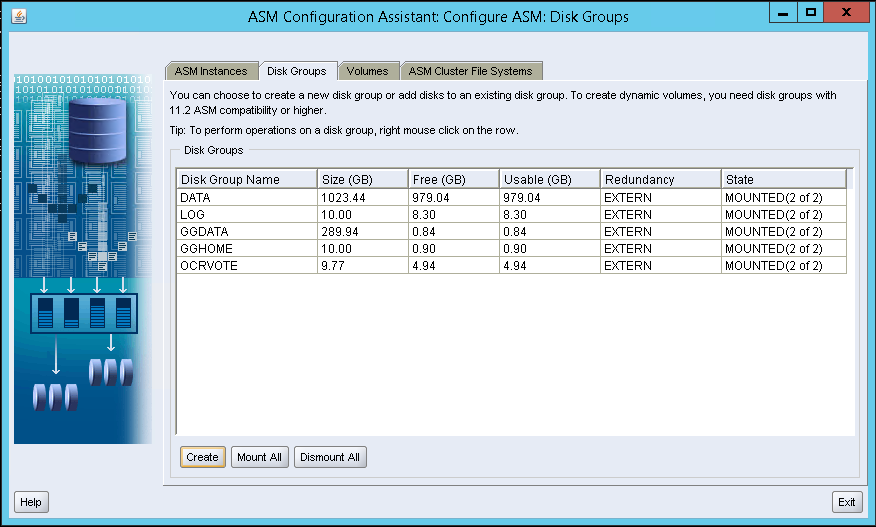 ASM Configuration Assistant: Configure ASM: Disk Groups
ASM Instances Disk Groups Volumes ASM Cluster File Systems
You can choose to create a new disk group or add disks to an existing disk group. To create dynamic volumes, you need disk groups with
11.2 ASM compatibility or higher.
Tip: To perform operations on a disk group, right mouse click on the row.
Disk Groups
Disk Group Name Size (GB) Free (GB) Usable (GB) Redundancy State
DATA 1023.44 979.04 979.04 EXTERN MOUNTED(2 of 2)
LOG 10.00 8.30 8.30 EXTERN MOUNTED(2 of 2)
GGDATA 289.94 0.84 0.84 EXTERN MOUNTED(2 of 2)
GGHOME 10.00 0.90 0.90 EXTERN MOUNTED(2 of 2)
OCRVOTE 9.77 4.94 4.94 EXTERN MOUNTED(2 of 2)
Create Mount All Dismount All
Help Exit